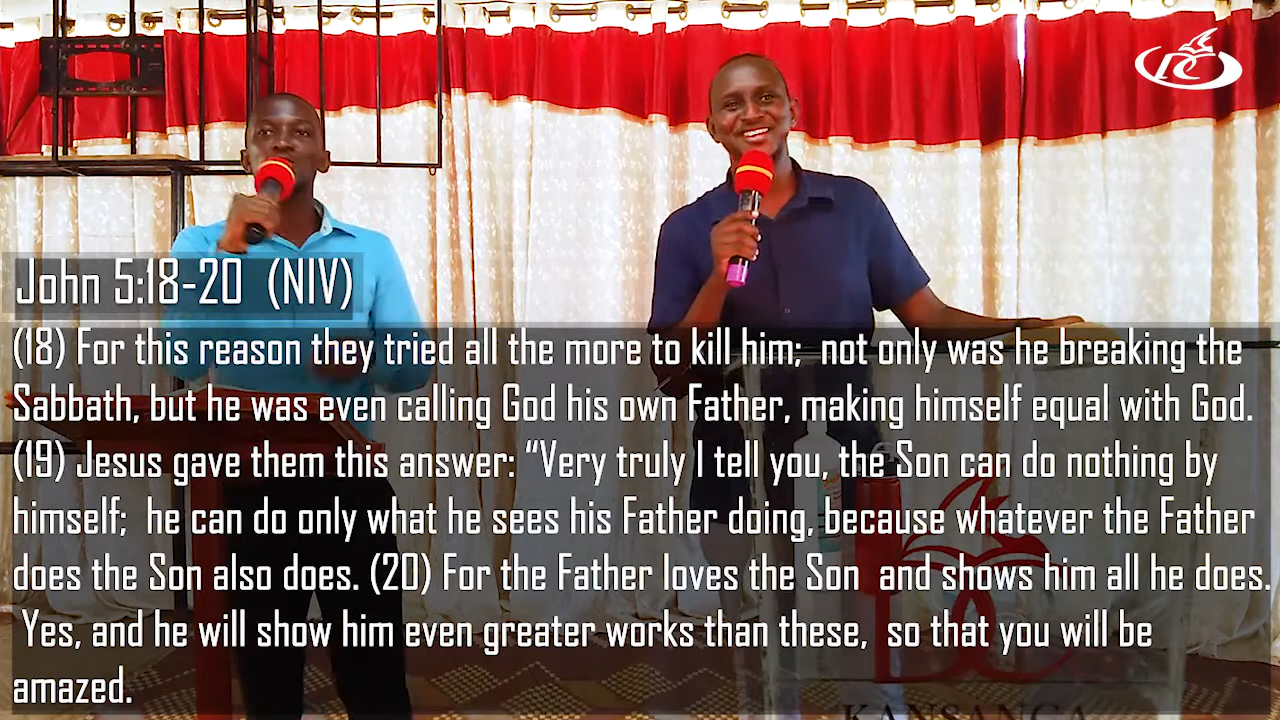 John 5:18-20 (NIV)
(18) For this reason they tried all the more to kill him; not only was he breaking the
Sabbath, but he was even calling God his own Father, making himself equal with God.
(19) Jesus gave them this answer: “Very truly I tell you, the Son can do nothing by
himself; he can do only what he sees his Father doing, because whatever the Father
does the Son also does. (20) For the Father loves the Son and shows him all he does.
Yes, and he will show him even greater works than these, so that you will be
amazed.
KANSANGA